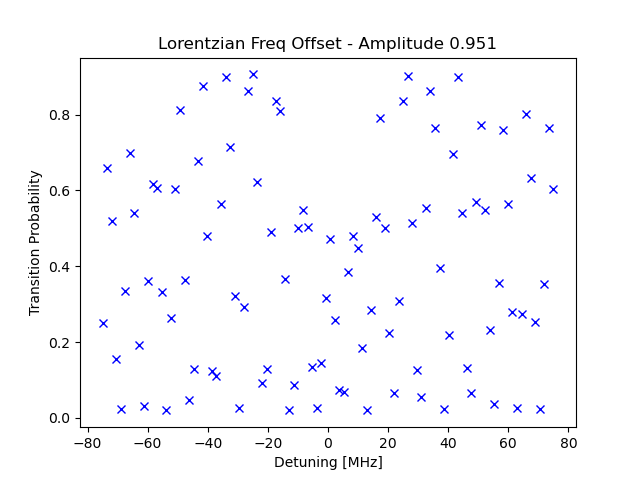 Lorentzian Freq Offset - Amplitude 0.951
Transition Probability
0.8
0.6
0.4
0.2
0.0
−80 −60 −40 −20 0 20 40 60 80
Detuning [MHz]